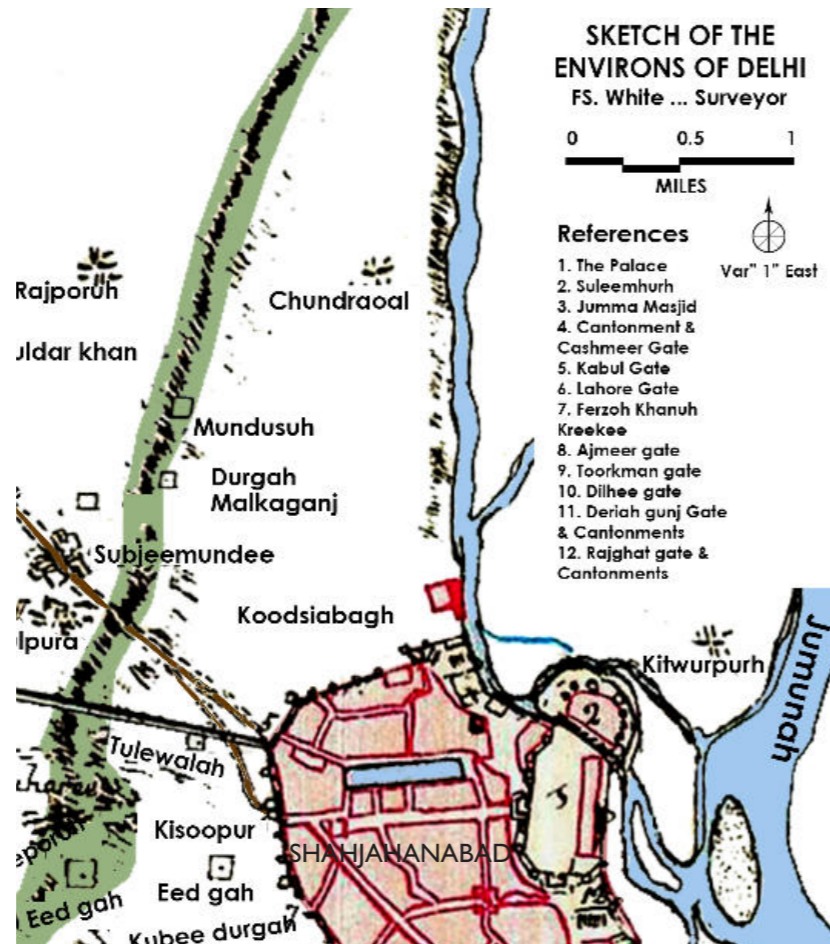 SKETCH OF THE
ENVIRONS OF DELHI
FS. White ... Surveyor
0 0.5 1
MILES
References
1. The Palace
2. Suleemhurh
3. Jumma Masjid
4. Cantonment &
Cashmeer Gate
5. Kabul Gate
6. Lahore Gate
7. Ferzoh Khanuh
Kreekee
8. Ajmeer gate
9. Toorkman gate
10. Dilhee gate
11. Deriah gunj Gate
& Cantonments
12. Rajghat gate &
Cantonments
Var" 1" East
Rajporuh
Chundraoal
uldar khan
Mundusuh
Durgah
Malkaganj
Subjeemundee
Koodsiabagh
lpura
Kitwurpurh
Jumunah
5
2
Tulewalah
Kisoopur
SHAHJAHANABAD
Eed gah
Eed gah
7
Kubee durgah